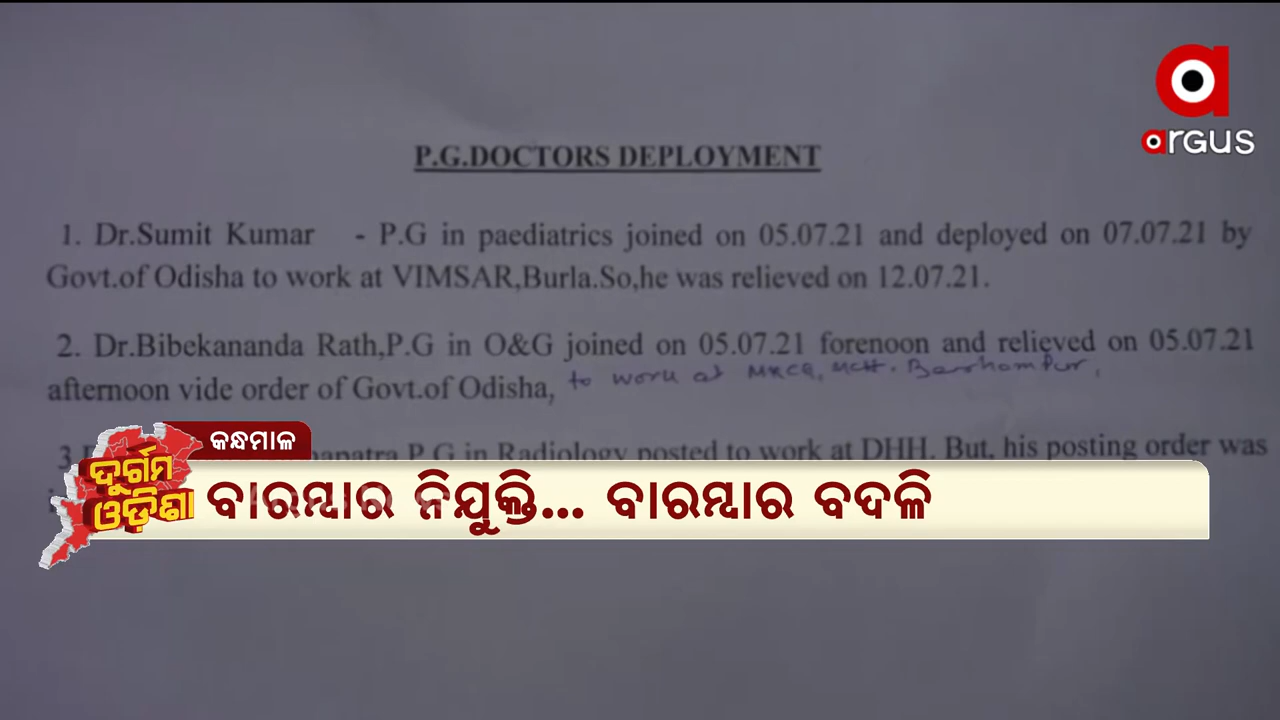 argus
P.G.DOCTORS DEPLOYMENT
1. Dr.Sumit Kumar - P.G in paediatrics joined on 05.07.21 and deployed on 07.07.21 by
Govt.of Odisha to work at VIMSAR,Burla.So,he was relieved on 12.07.21.
2. Dr.Bibekananda Rath,P.G in O&G joined on 05.07.21 forenoon and relieved on 05.07.21
afternoon vide order of Govt.of Odisha, to work at MKCG, MCH. Berhampur,
3 P.G in Radiology posted to work at DHH. But, his posting order was
କନ୍ଧମାଳ
ଦୁର୍ଗମ
ଓଡ଼ିଶା
ବାରମ୍ବାର ନିଯୁକ୍ତି... ବାରମ୍ବାର ବଦଳି